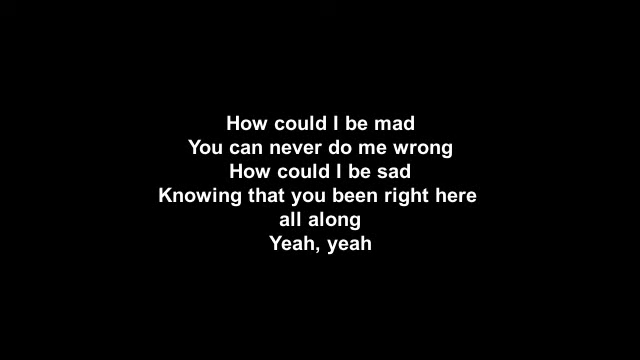 How could I be mad
You can never do me wrong
How could I be sad
Knowing that you been right here
all along
Yeah, yeah